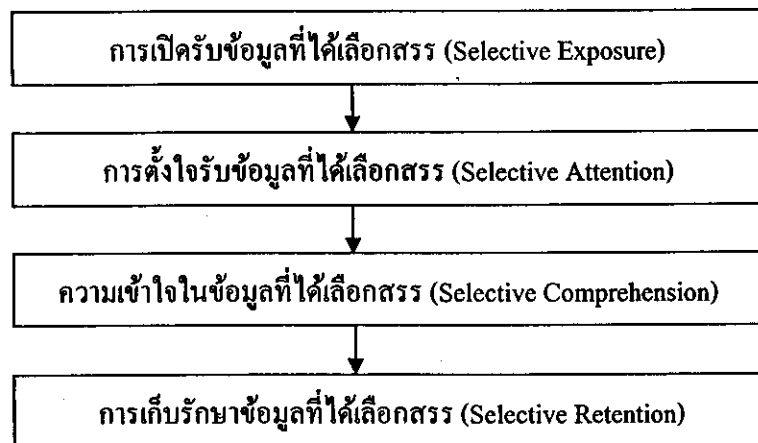 การเปิดรับข้อมูลที่ได้เลือกสรร (Selective Exposure)
การตั้งใจรับข้อมูลที่ได้เลือกสรร (Selective Attention)
ความเข้าใจในข้อมูลที่ได้เลือกสรร (Selective Comprehension)
การเก็บรักษาข้อมูลที่ได้เลือกสรร (Selective Retention)